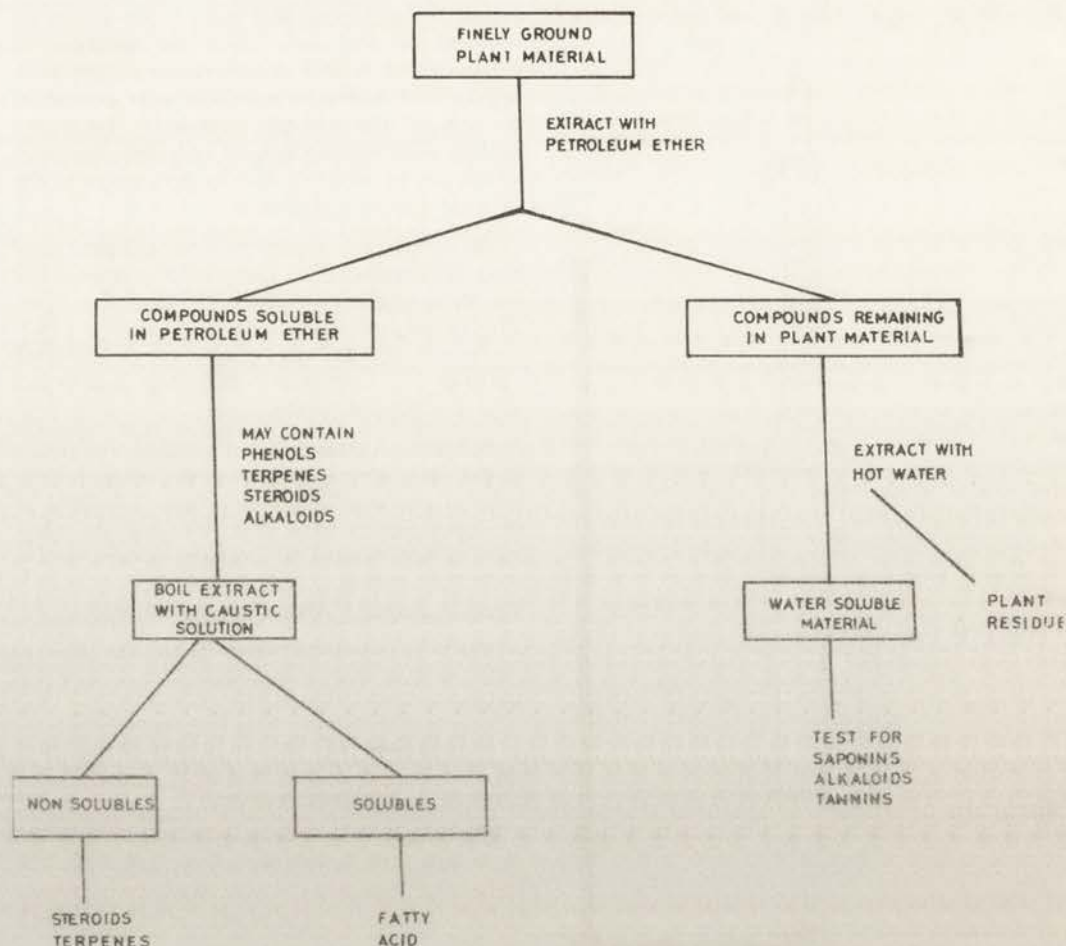 FINELY GROUND
PLANT MATERIAL
EXTRACT WITH
PETROLEUM ETHER
COMPOUNDS SOLUBLE
IN PETROLEUM ETHER
COMPOUNDS REMAINING
IN PLANT MATERIAL
MAY CONTAIN
PHENOLS
TERPENES
STEROIDS
ALKALOIDS
EXTRACT WITH
HOT WATER
BOIL EXTRACT
WITH CAUSTIC
SOLUTION
WATER SOLUBLE
MATERIAL
PLANT
RESIDUE
TEST FOR
SAPONINS
ALKALOIDS
TANNINS
NON SOLUBLES
SOLUBLES
STEROIDS
TERPENES
FATTY
ACID